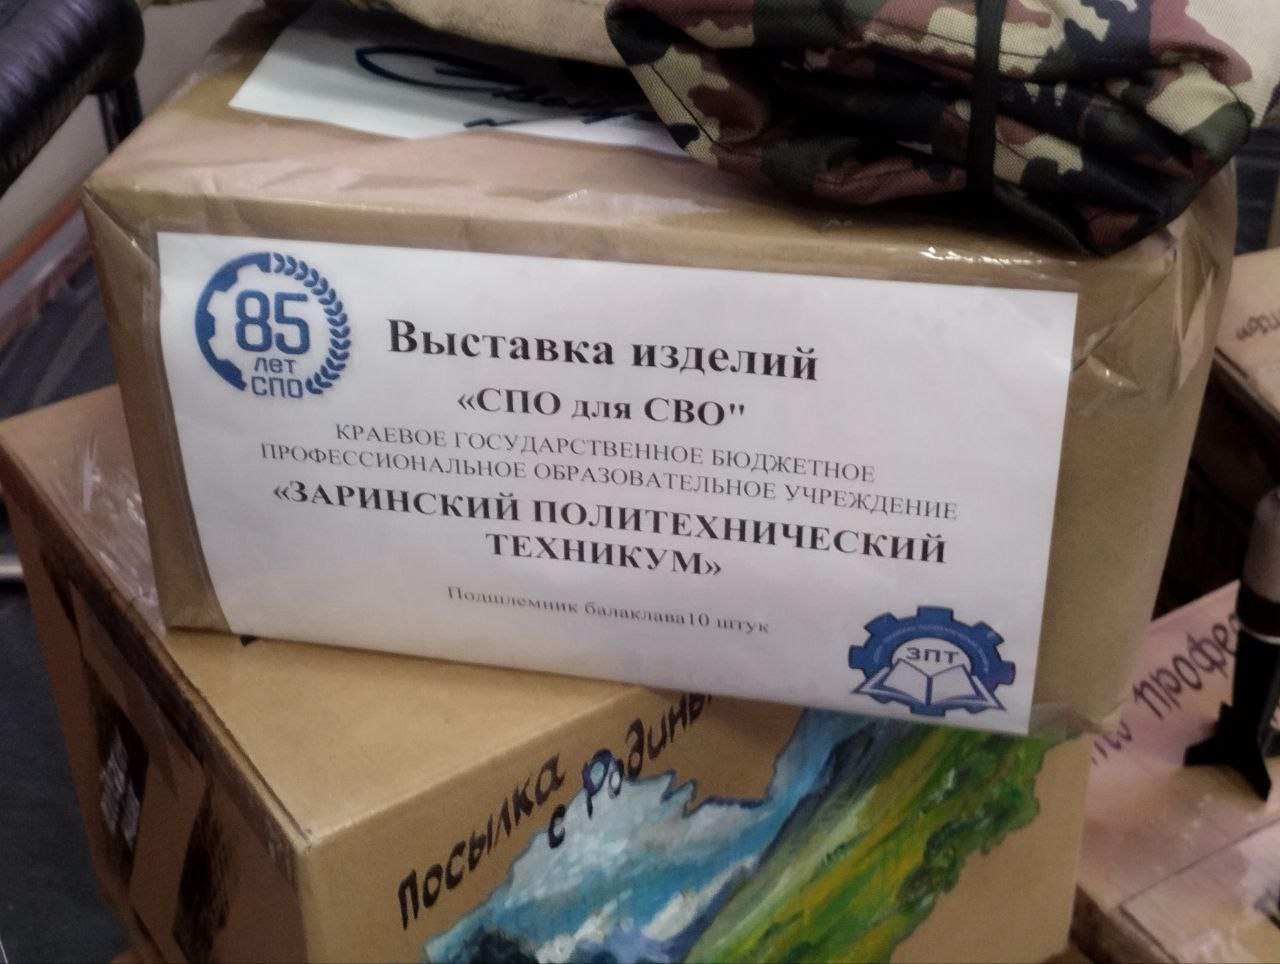 85
лет
СПО
Выставка изделий
«СПО для СВО"
КРАЕВОЕ ГОСУДАРСТВЕННОЕ БЮДЖЕТНОЕ
ПРОФЕССИОНАЛЬНОЕ ОБРАЗОВАТЕЛЬНОЕ УЧРЕЖДЕНИЕ
«ЗАРИНСКИЙ ПОЛИТЕХНИЧЕСКИЙ
ТЕХНИКУМ»
Подшлемник балаклава10 штук
ЗПТ
Посылка
с Родины